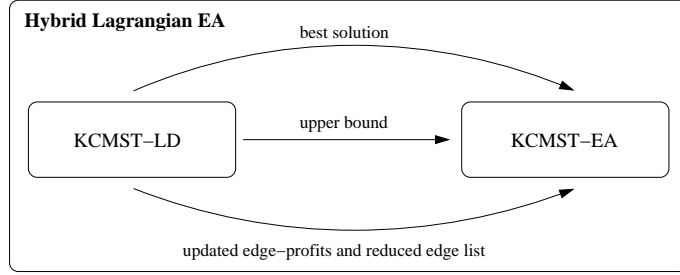 Hybrid Lagrangian EA
best solution
KCMST−LD
upper bound
KCMST−EA
updated edge−profits and reduced edge list